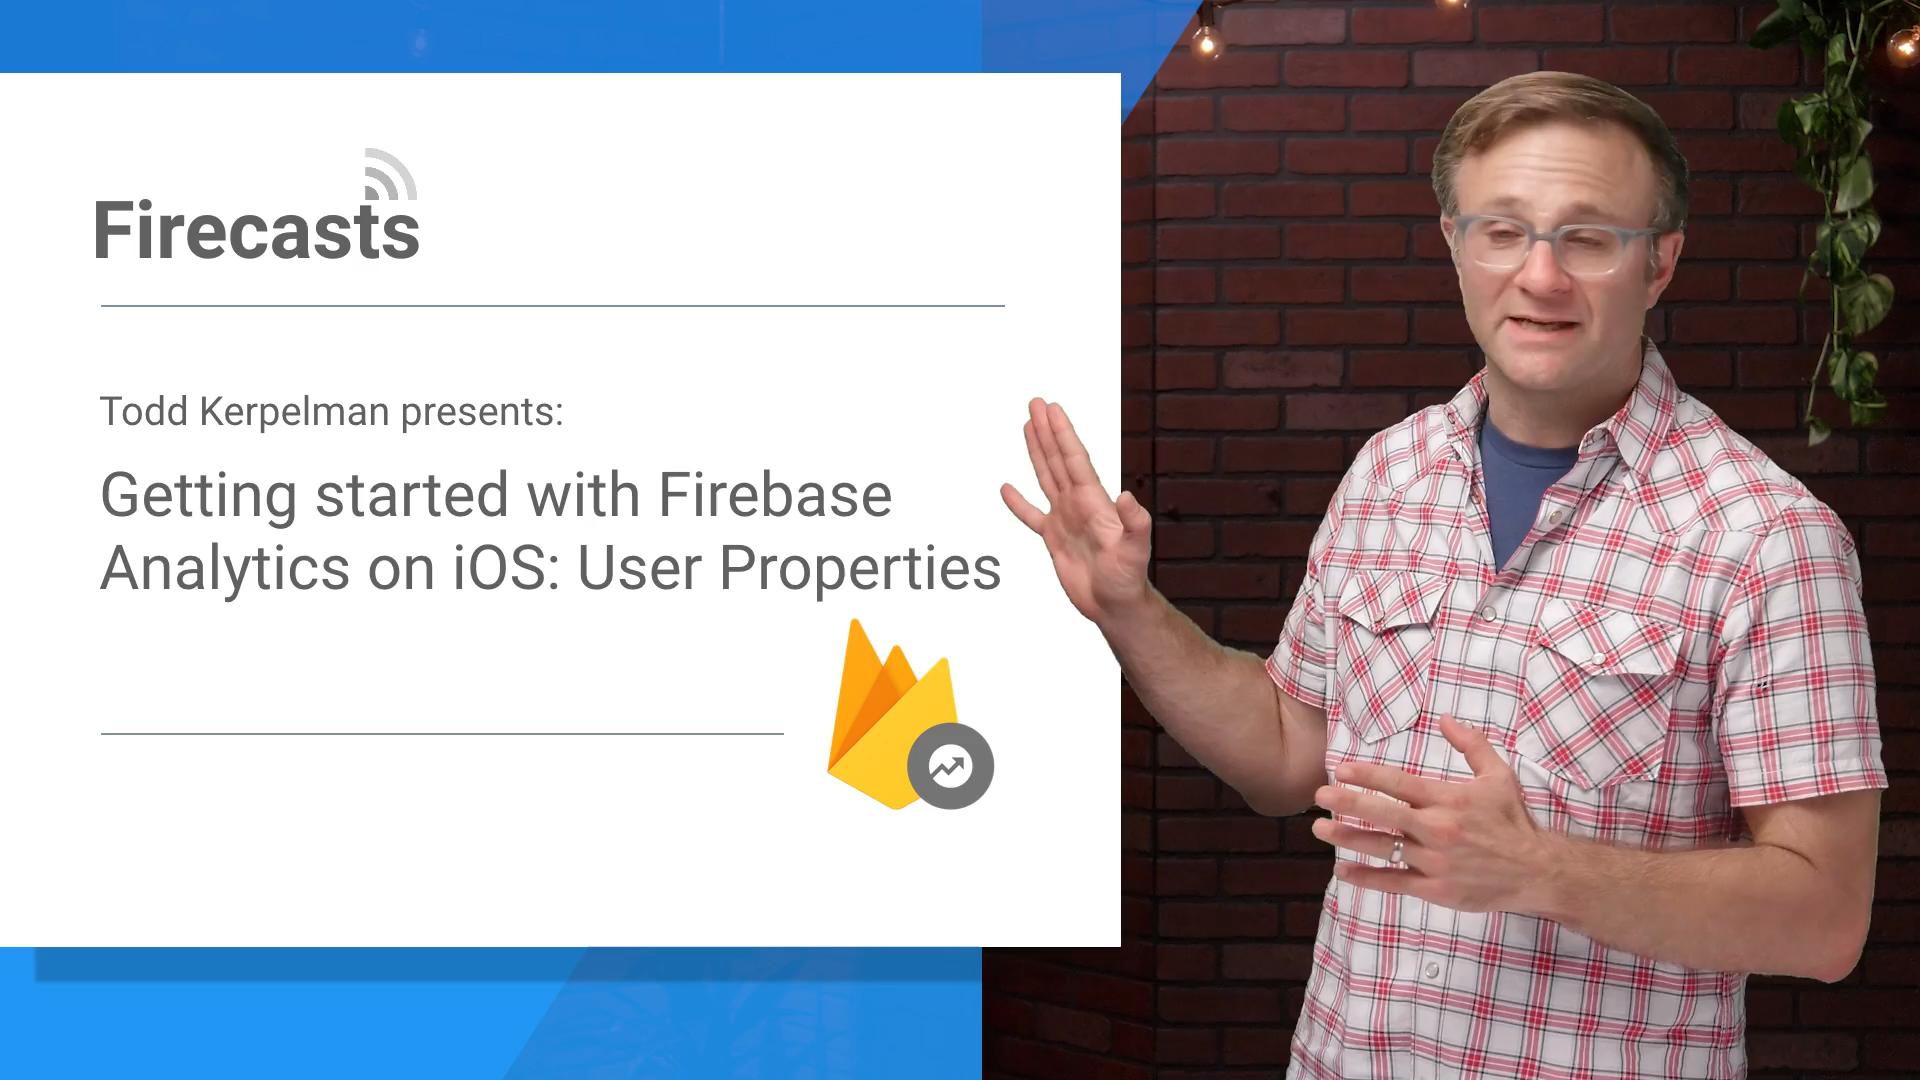 Firecasts
Todd Kerpelman presents:
Getting started with Firebase
Analytics on iOS: User Properties